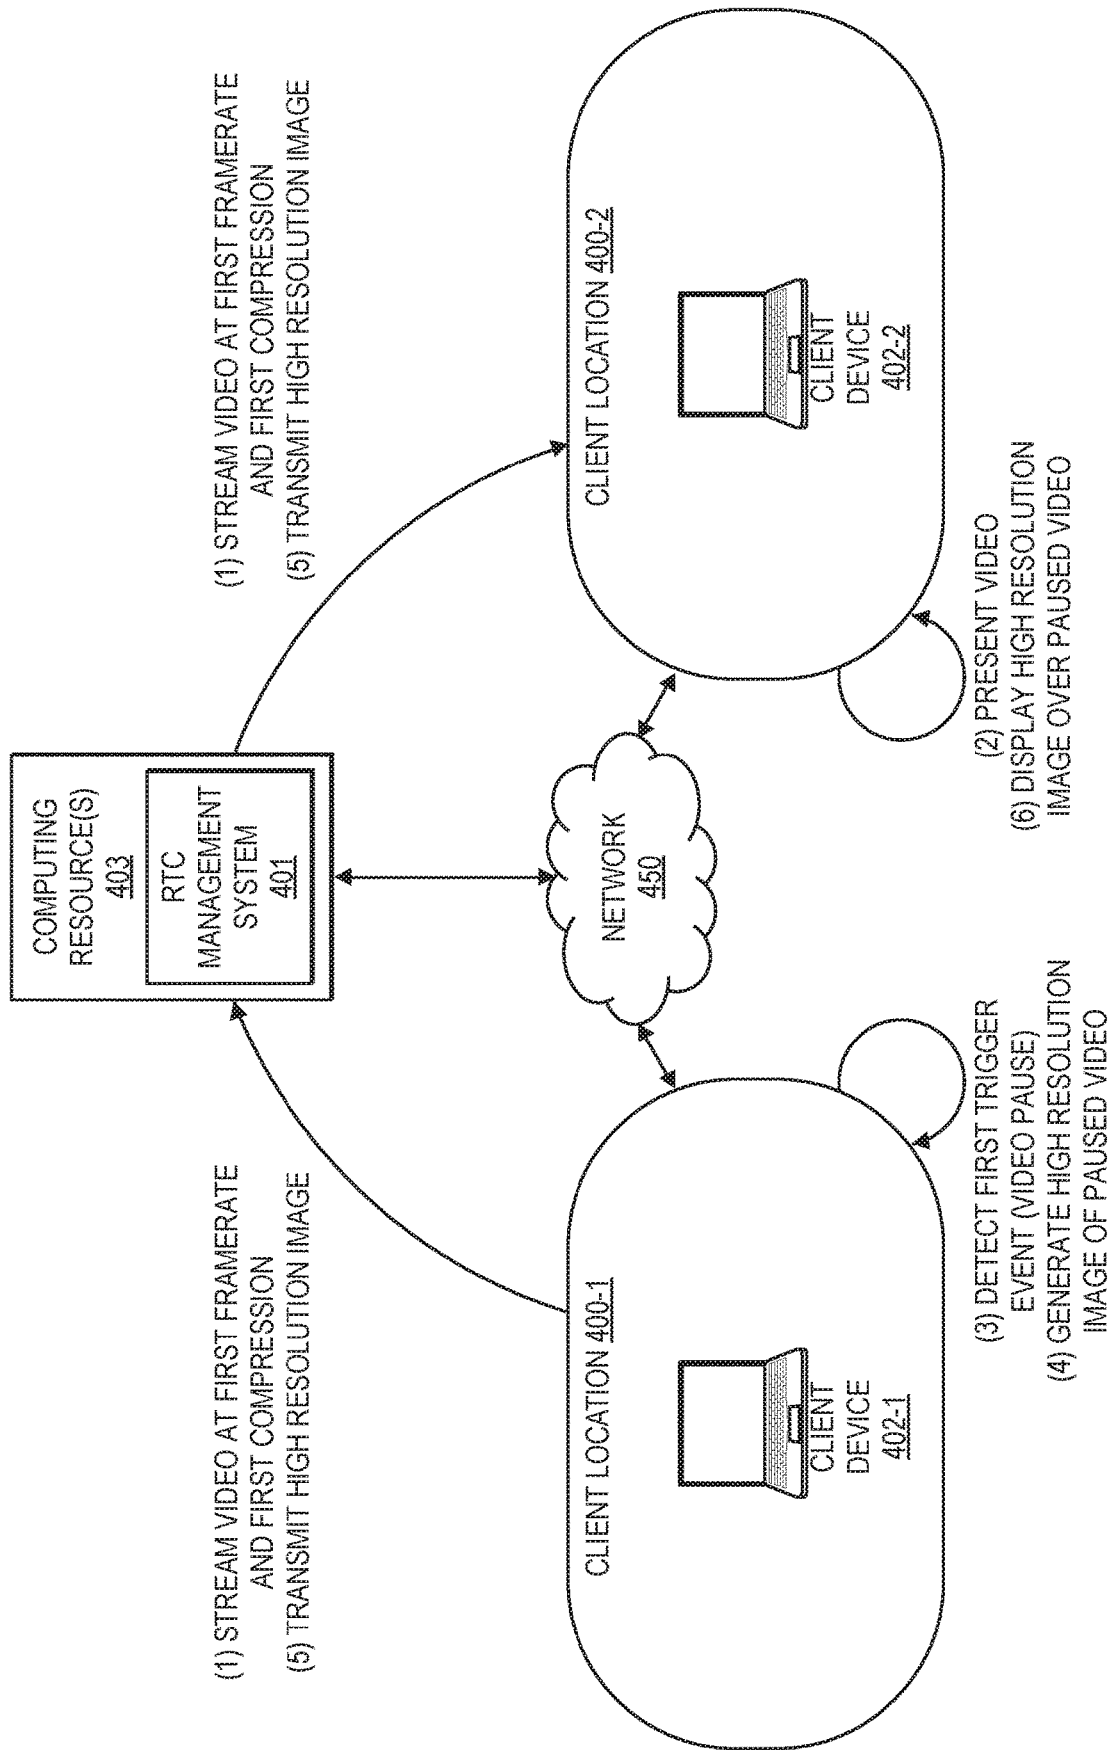 COMPUTING
RESOURCE(S)
403
RTC
MANAGEMENT
SYSTEM
401
(1) STREAM VIDEO AT FIRST FRAMERATE
AND FIRST COMPRESSION
(5) TRANSMIT HIGH RESOLUTION IMAGE
(1) STREAM VIDEO AT FIRST FRAMERATE
AND FIRST COMPRESSION
(5) TRANSMIT HIGH RESOLUTION IMAGE
NETWORK
450
CLIENT LOCATION 400-1
CLIENT
DEVICE
402-1
CLIENT LOCATION 400-2
CLIENT
DEVICE
402-2
(3) DETECT FIRST TRIGGER
EVENT (VIDEO PAUSE)
(4) GENERATE HIGH RESOLUTION
IMAGE OF PAUSED VIDEO
(2) PRESENT VIDEO
(6) DISPLAY HIGH RESOLUTION
IMAGE OVER PAUSED VIDEO